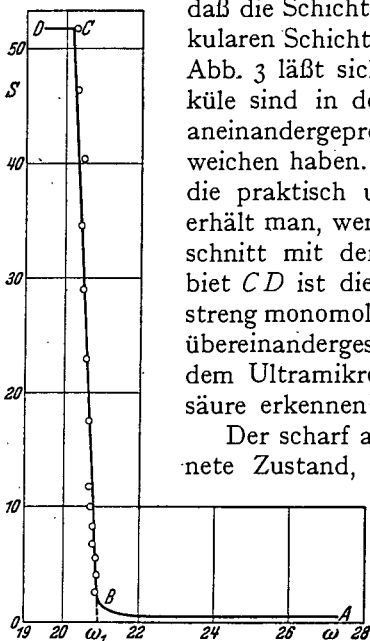 daß die Schicht
kularen Schicht
Abb. 3 läßt sich
küle sind in de
aneinandergepre
weichen haben.
die praktisch u
erhält man, wen
schnitt mit der
biet C D ist die
streng monomol
übereinanderges
dem Ultramikro
säure erkennen
Der scharf a
nete Zustand,
D
C
50
S
40
30
20
10
0
B
A
19
20
ω₁
22
24
26
ω
28